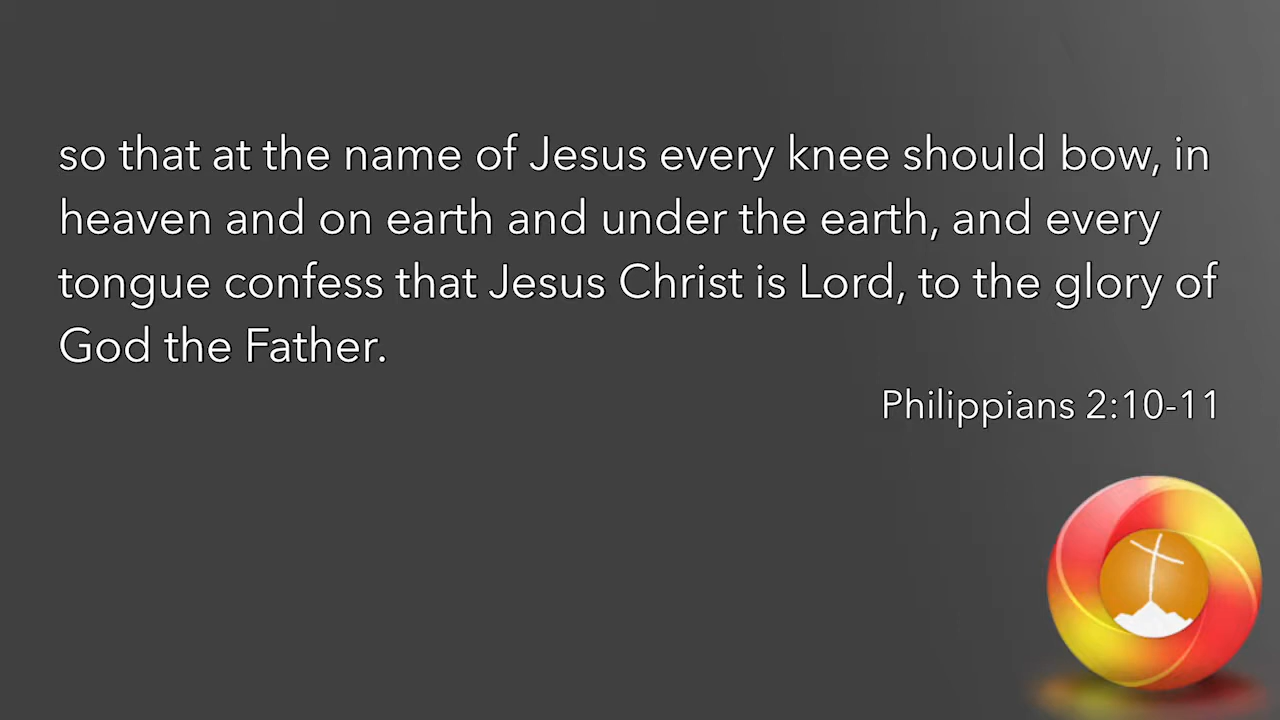 so that at the name of Jesus every knee should bow, in
heaven and on earth and under the earth, and every
tongue confess that Jesus Christ is Lord, to the glory of
God the Father.
Philippians 2:10-11